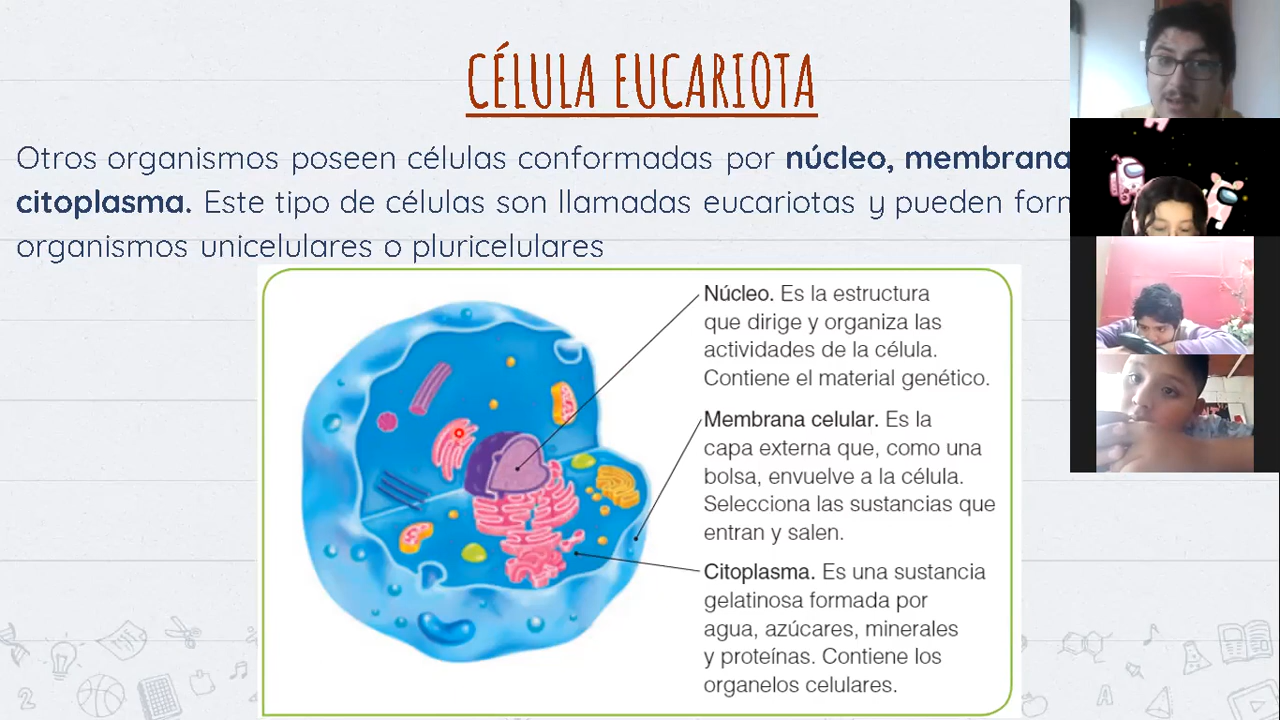 CÉLULA EUCARIOTA
Otros organismos poseen células conformadas por núcleo, membrana
citoplasma. Este tipo de células son llamadas eucariotas y pueden form
organismos unicelulares o pluricelulares
Núcleo. Es la estructura
que dirige y organiza las
actividades de la célula.
Contiene el material genético.
Membrana celular. Es la
capa externa que, como una
bolsa, envuelve a la célula.
Selecciona las sustancias que
entran y salen.
Citoplasma. Es una sustancia
gelatinosa formada por
agua, azúcares, minerales
y proteínas. Contiene los
organelos celulares.